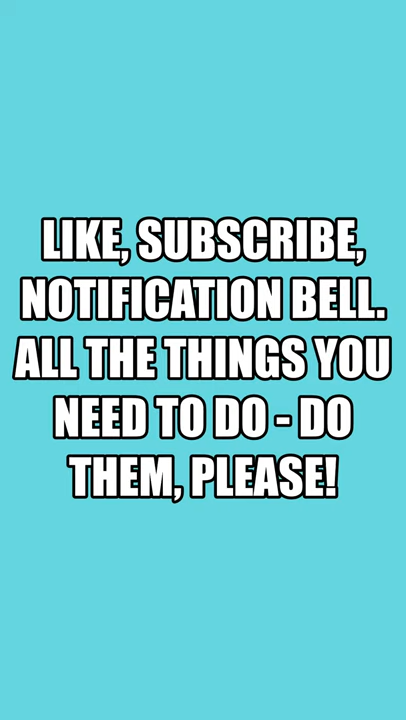 LIKE, SUBSCRIBE,
NOTIFICATION BELL.
ALL THE THINGS YOU
NEED TO DO - DO
THEM, PLEASE!